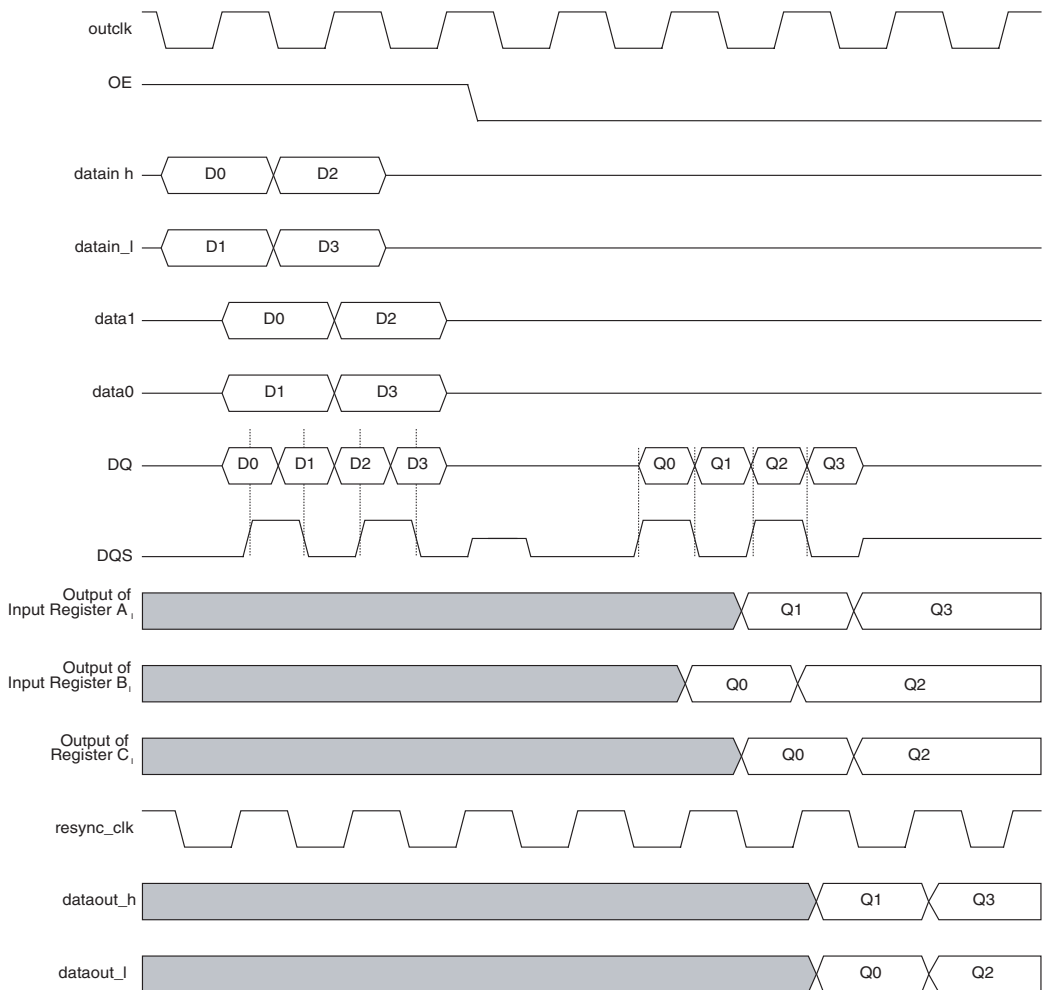 outclk
OE
datain h D0 D2
datain_l D1 D3
data1 D0 D2
data0 D1 D3
DQ D0 D1 D2 D3 Q0 Q1 Q2 Q3
DQS
Output of
Input Register A I Q1 Q3
Output of
Input Register B I Q0 Q2
Output of
Register C I Q0 Q2
resync_clk
dataout_h Q1 Q3
dataout_l Q0 Q2